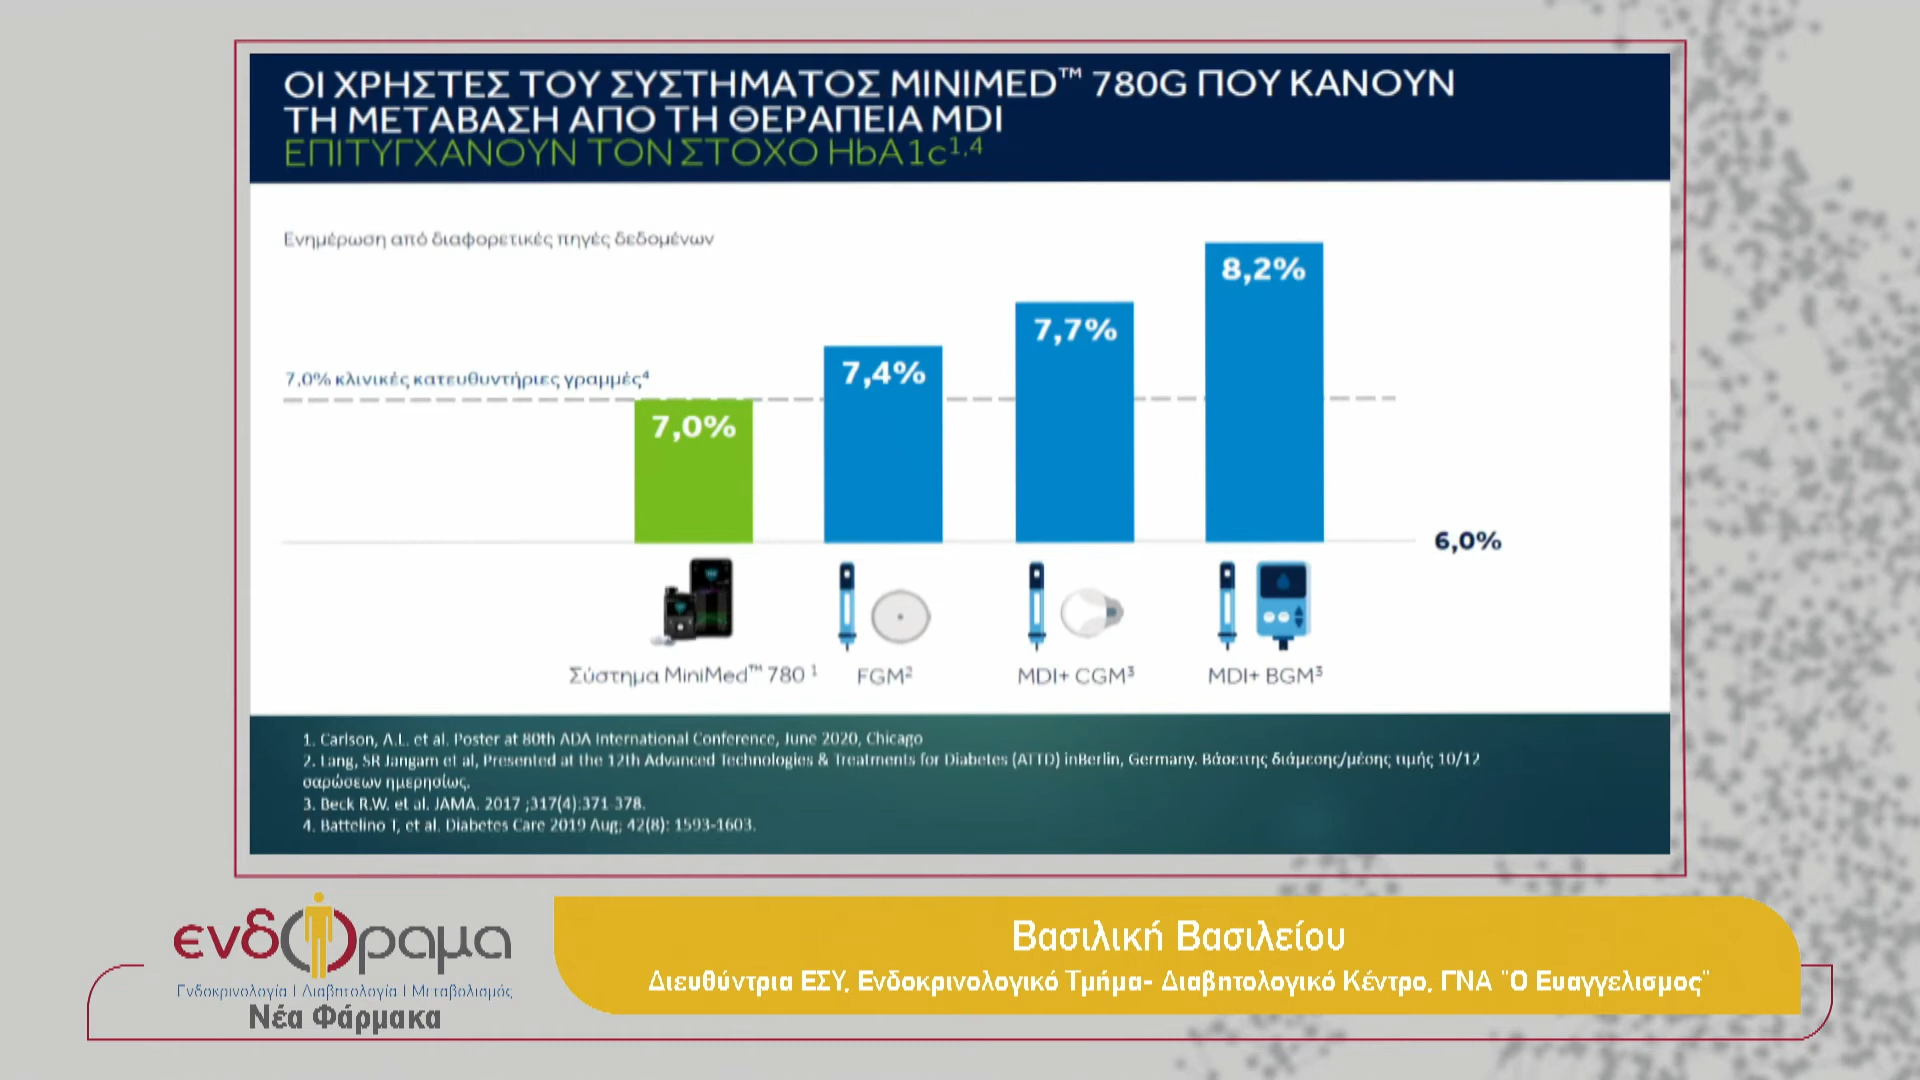 ΟΙ ΧΡΗΣΤΕΣ ΤΟΥ ΣΥΣΤΗΜΑΤΟΣ MINIMED™ 780G ΠΟΥ ΚΑΝΟΥΝ
ΤΗ ΜΕΤΑΒΑΣΗ ΑΠΟ ΤΗ ΘΕΡΑΠΕΙΑ MDI
ΕΠΙΤΥΓΧΑΝΟΥΝ ΤΟΝ ΣΤΟΧΟ HbA1c¹,⁴
Ενημέρωση από διαφορετικές πηγές δεδομένων
8,2%
7,7%
7,4%
7,0% κλινικές κατευθυντήριες γραμμές⁴
7,0%
6,0%
Σύστημα MiniMed™ 780 ¹
FGM²
MDI+ CGM³
MDI+ BGM³
1. Carlson, A.L. et al. Poster at 80th ADA International Conference, June 2020, Chicago
2. Lang, SR Jangam et al, Presented at the 12th Advanced Technologies & Treatments for Diabetes (ATTD) inBerlin, Germany. Βάσειτης διάμεσης/μέσης τιμής 10/12
σαρώσεων ημερησίως.
3. Beck R.W. et al. JAMA. 2017 ;317(4):371-378.
4. Battelino T, et al. Diabetes Care 2019 Aug; 42(8): 1593-1603.
ενδόραμα
Ενδοκρινολογία | Διαβητολογία | Μεταβολισμός
Νέα Φάρμακα
Βασιλική Βασιλείου
Διευθύντρια ΕΣΥ, Ενδοκρινολογικό Τμήμα- Διαβητολογικό Κέντρο, ΓΝΑ "Ο Ευαγγελισμος"